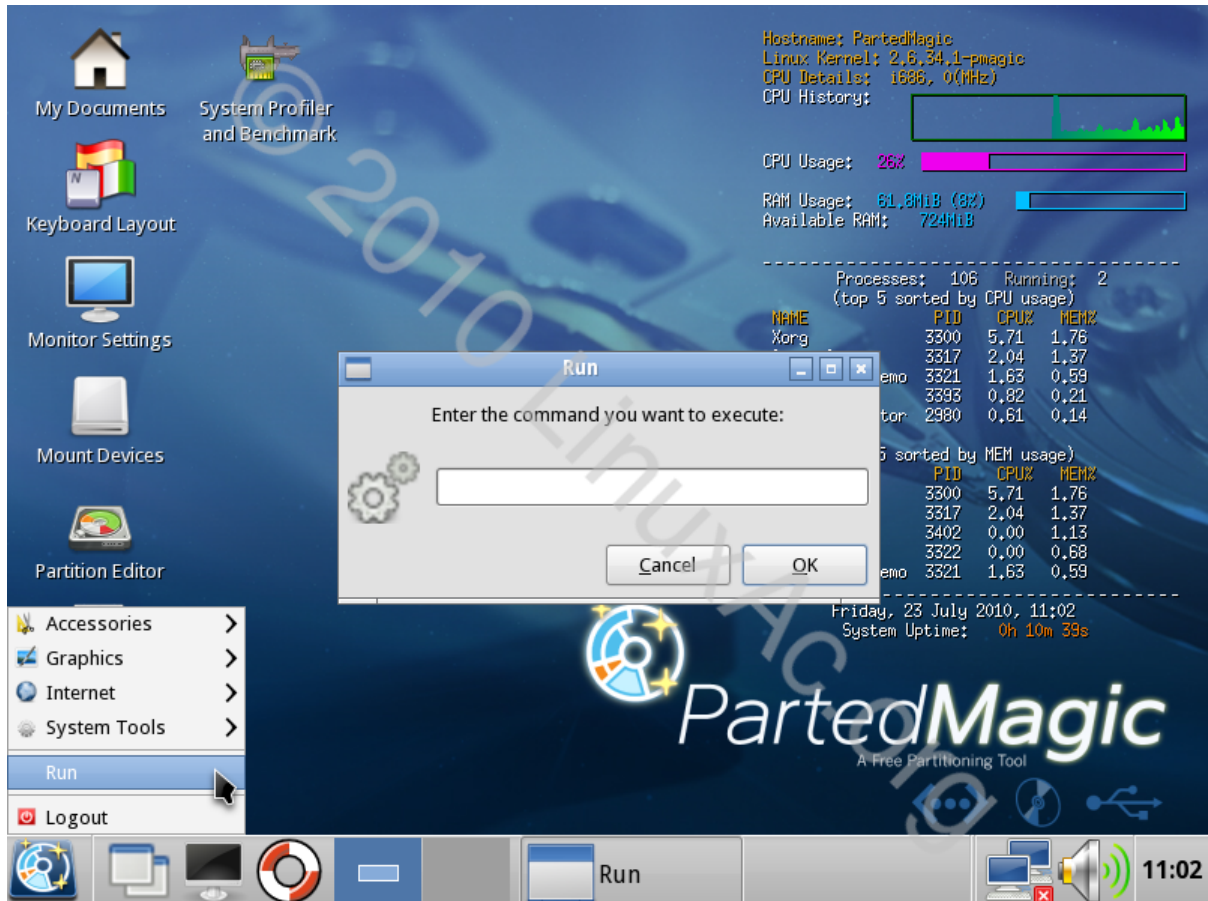 My Documents
System Profiler
and Benchmark
Keyboard Layout
N
Monitor Settings
Mount Devices
Partition Editor
Hostname: PartedMagic
Linux Kernel: 2.6.34.1-pmagic
CPU Details: i686, 0(MHz)
CPU History:
CPU Usage: 26%
RAM Usage: 61.8MiB (8%)
Available RAM: 724MiB
Processes: 106 Running: 2
(top 5 sorted by CPU usage)
NAME PID CPU% MEM%
Xorg 3300 5.71 1.76
3317 2.04 1.37
emo 3321 1.63 0.59
3393 0.82 0.21
tor 2980 0.61 0.14
5 sorted by MEM usage)
PID CPU% MEM%
3300 5.71 1.76
3317 2.04 1.37
3402 0.00 1.13
3322 0.00 0.68
emo 3321 1.63 0.59
Friday, 23 July 2010, 11:02
System Uptime: 0h 10m 39s
Run
Enter the command you want to execute:
Cancel
OK
PartedMagic
A Free Partitioning Tool
Accessories
Graphics
Internet
System Tools
Run
Logout
Run
11:02
© 2010 LinuxAc.org